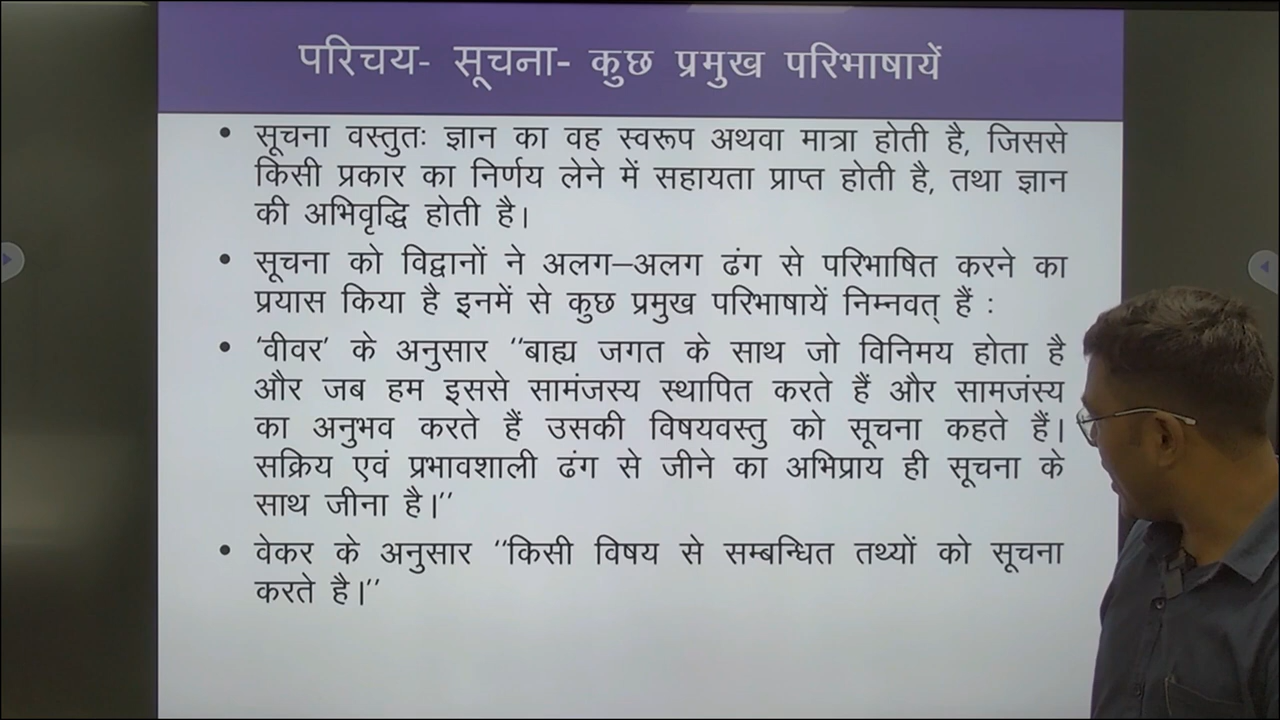 परिचय- सूचना- कुछ प्रमुख परिभाषायें
• सूचना वस्तुतः ज्ञान का वह स्वरूप अथवा मात्रा होती है, जिससे
किसी प्रकार का निर्णय लेने में सहायता प्राप्त होती है, तथा ज्ञान
की अभिवृद्धि होती है।
• सूचना को विद्वानों ने अलग–अलग ढंग से परिभाषित करने का
प्रयास किया है इनमें से कुछ प्रमुख परिभाषायें निम्नवत् हैं :
• ‘वीवर’ के अनुसार ‘‘बाह्य जगत के साथ जो विनिमय होता है
और जब हम इससे सामंजस्य स्थापित करते हैं और सामजंस्य
का अनुभव करते हैं उसकी विषयवस्तु को सूचना कहते हैं।
सक्रिय एवं प्रभावशाली ढंग से जीने का अभिप्राय ही सूचना के
साथ जीना है।’’
• वेकर के अनुसार ‘‘किसी विषय से सम्बन्धित तथ्यों को सूचना
करते है।’’